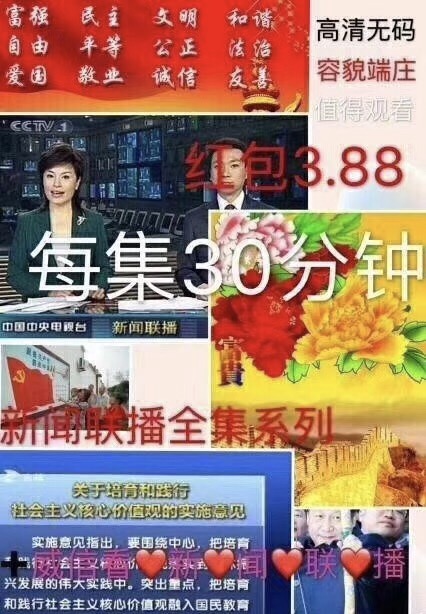 富强 民主 文明 和谐
自由 平等 公正 法治
爱国 敬业 诚信 友善
高清无码
容貌端庄
值得观看
CCTV.1
红包3.88
每集30分钟
中国中央电视台 新闻联播
富貴
新闻联播全集系列
关于培育和践行
社会主义核心价值观的实施意见
实施意见指出，要围绕中心，把培育
+威信看❤新❤闻❤联❤播
兴发展的伟大实践中。突出重点，把培育
和践行社会主义核心价值观融入国民教育